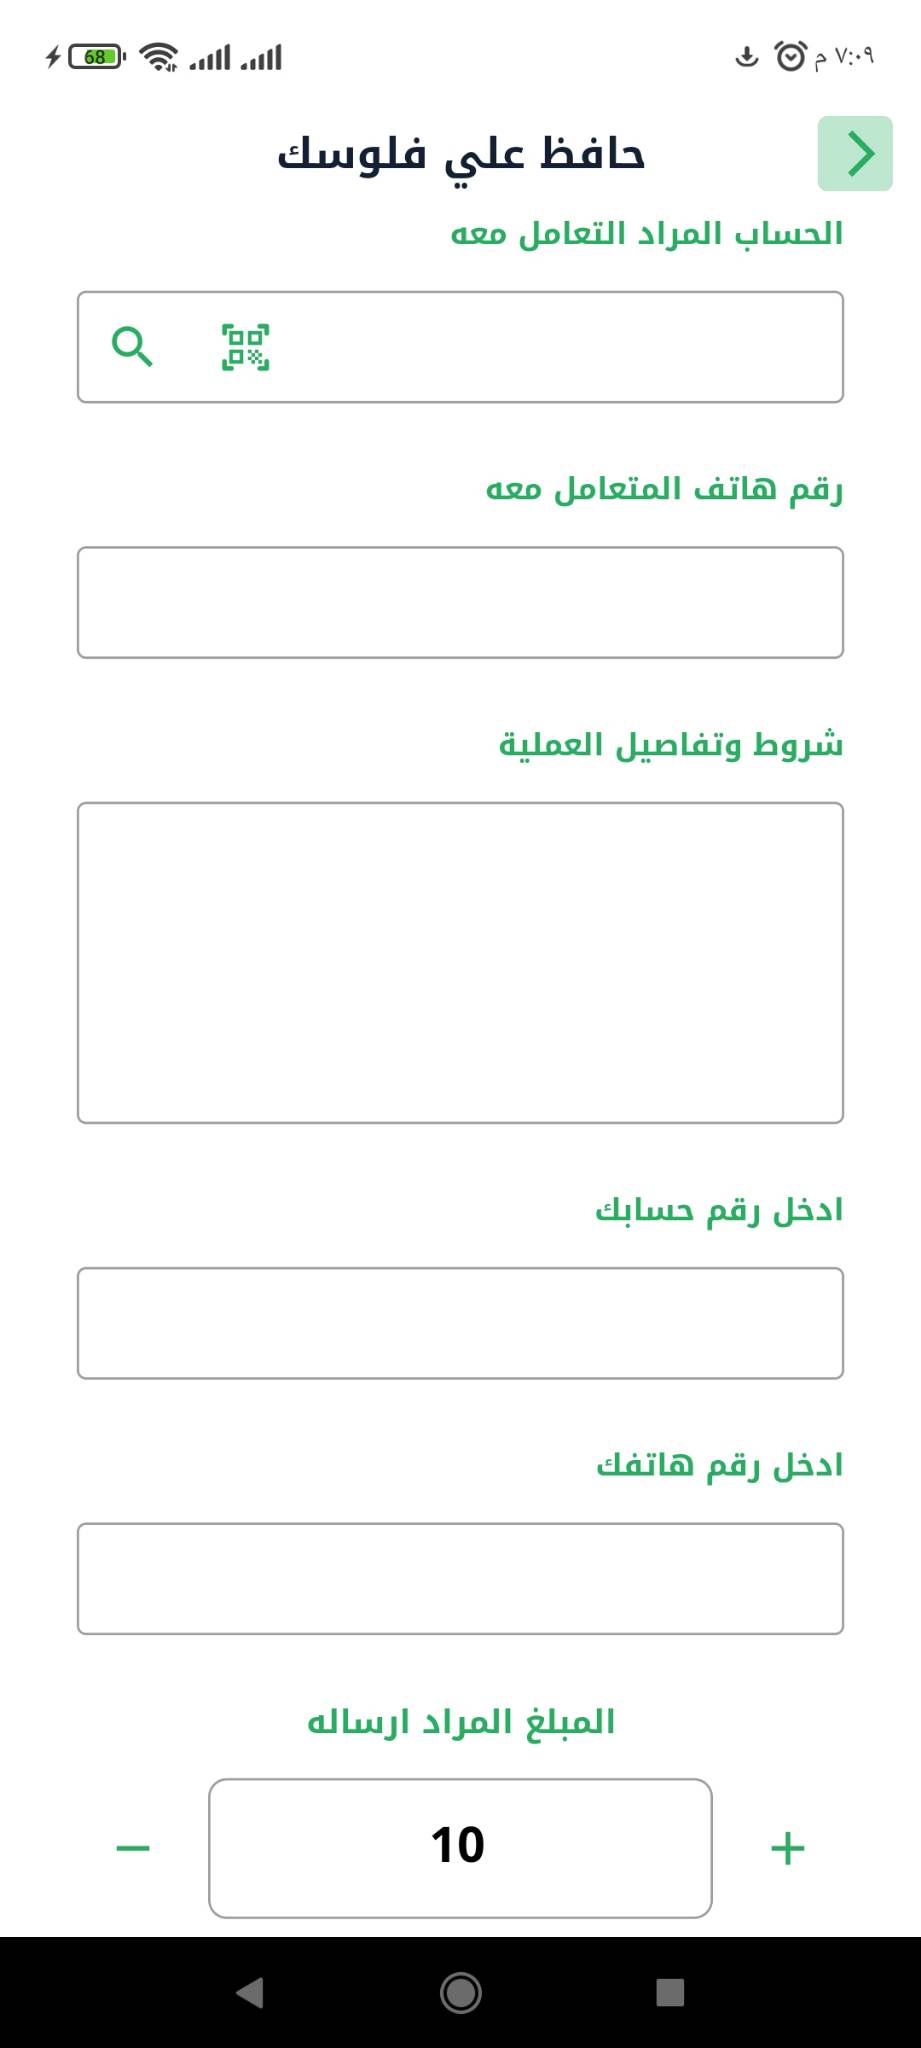 68
٧:٠٩ م
حافظ علي فلوسك
الحساب المراد التعامل معه
رقم هاتف المتعامل معه
شروط وتفاصيل العملية
ادخل رقم حسابك
ادخل رقم هاتفك
المبلغ المراد ارساله
+ 10 −